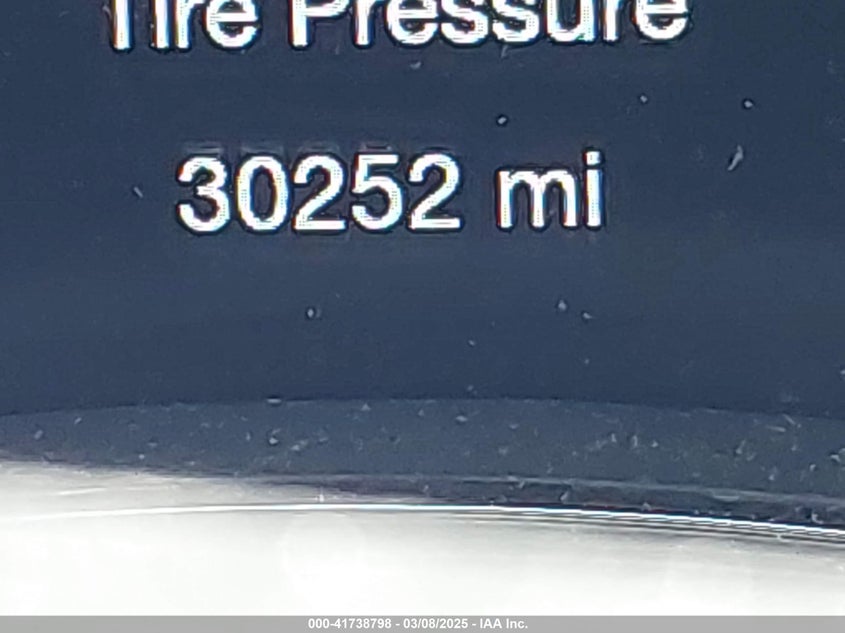 Tire Pressure
30252 mi
000-41738798 - 03/08/2025 - IAA Inc.